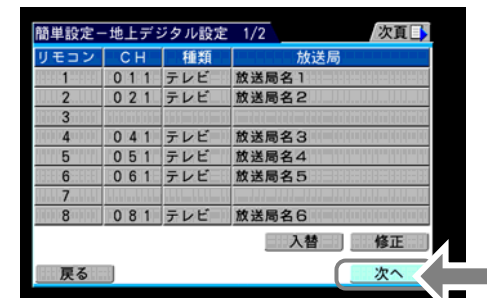 簡単設定－地上デジタル設定 1/2 次頁
リモコン CH 種類 放送局
1 011 テレビ 放送局名1
2 021 テレビ 放送局名2
3
4 041 テレビ 放送局名3
5 051 テレビ 放送局名4
6 061 テレビ 放送局名5
7
8 081 テレビ 放送局名6
入替 修正
戻る 次へ